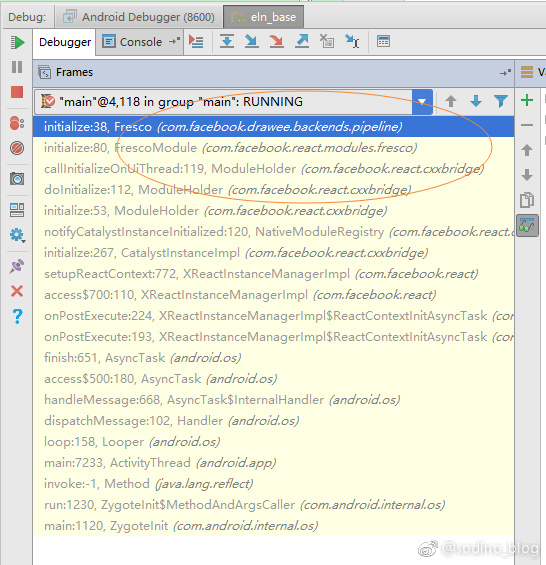 Debug: Android Debugger (8600) eln_base
Debugger Console
Frames
"main"@4,118 in group "main": RUNNING
initialize:38, Fresco (com.facebook.drawee.backends.pipeline)
initialize:80, FrescoModule (com.facebook.react.modules.fresco)
callInitializeOnUiThread:119, ModuleHolder (com.facebook.react.cxxbridge)
doInitialize:112, ModuleHolder (com.facebook.react.cxxbridge)
initialize:53, ModuleHolder (com.facebook.react.cxxbridge)
notifyCatalystInstanceInitialized:120, NativeModuleRegistry (com.facebook.react.c
initialize:267, CatalystInstanceImpl (com.facebook.react.cxxbridge)
setupReactContext:772, XReactInstanceManagerImpl (com.facebook.react)
access$700:110, XReactInstanceManagerImpl (com.facebook.react)
onPostExecute:224, XReactInstanceManagerImpl$ReactContextInitAsyncTask (con
onPostExecute:193, XReactInstanceManagerImpl$ReactContextInitAsyncTask (con
finish:651, AsyncTask (android.os)
access$500:180, AsyncTask (android.os)
handleMessage:668, AsyncTask$InternalHandler (android.os)
dispatchMessage:102, Handler (android.os)
loop:158, Looper (android.os)
main:7233, ActivityThread (android.app)
invoke:-1, Method (java.lang.reflect)
run:1230, ZygoteInit$MethodAndArgsCaller (com.android.internal.os)
main:1120, ZygoteInit (com.android.internal.os)
@sudino_blog